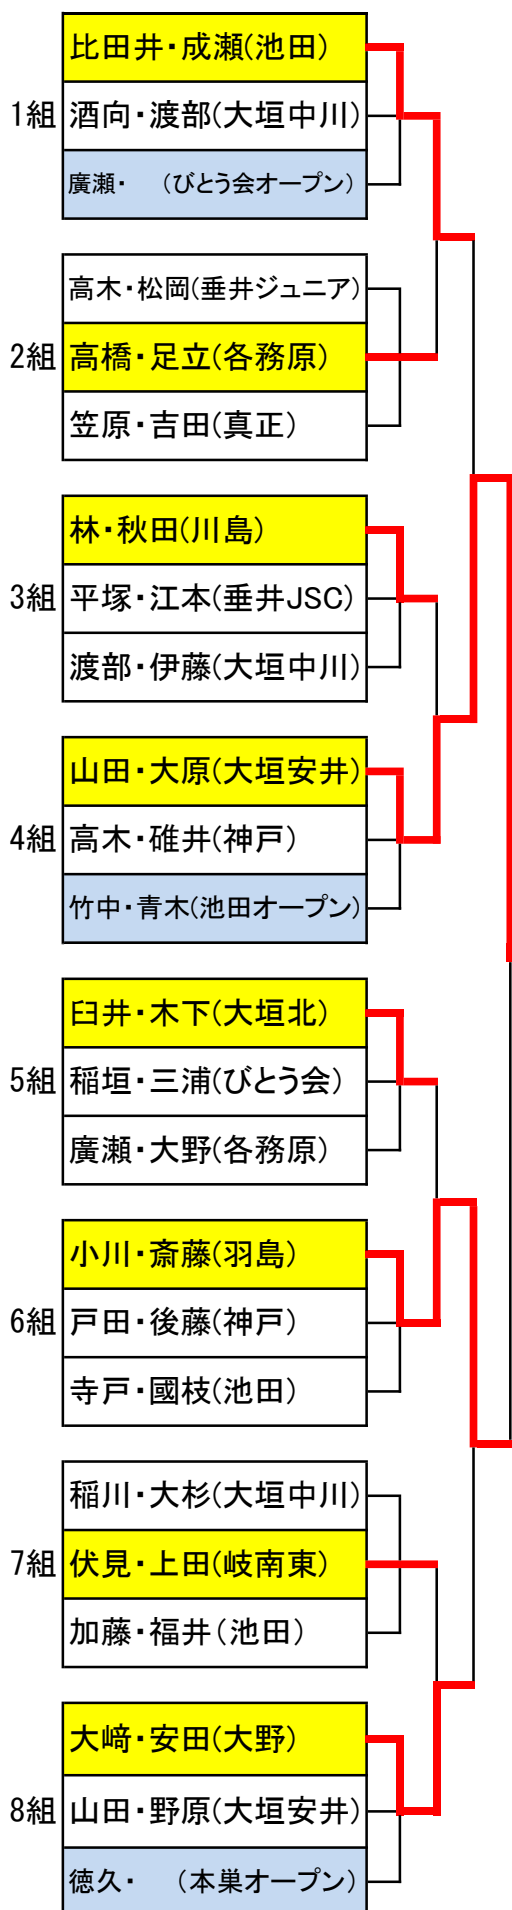 比田井・成瀬(池田)
1組 酒向・渡部(大垣中川)
廣瀬・ (びとう会オープン)
高木・松岡(垂井ジュニア)
2組 高橋・足立(各務原)
笠原・吉田(真正)
林・秋田(川島)
3組 平塚・江本(垂井JSC)
渡部・伊藤(大垣中川)
山田・大原(大垣安井)
4組 高木・碓井(神戸)
竹中・青木(池田オープン)
臼井・木下(大垣北)
5組 稲垣・三浦(びとう会)
廣瀬・大野(各務原)
小川・斎藤(羽島)
6組 戸田・後藤(神戸)
寺戸・國枝(池田)
稲川・大杉(大垣中川)
7組 伏見・上田(岐南東)
加藤・福井(池田)
大﨑・安田(大野)
8組 山田・野原(大垣安井)
徳久・ (本巣オープン)